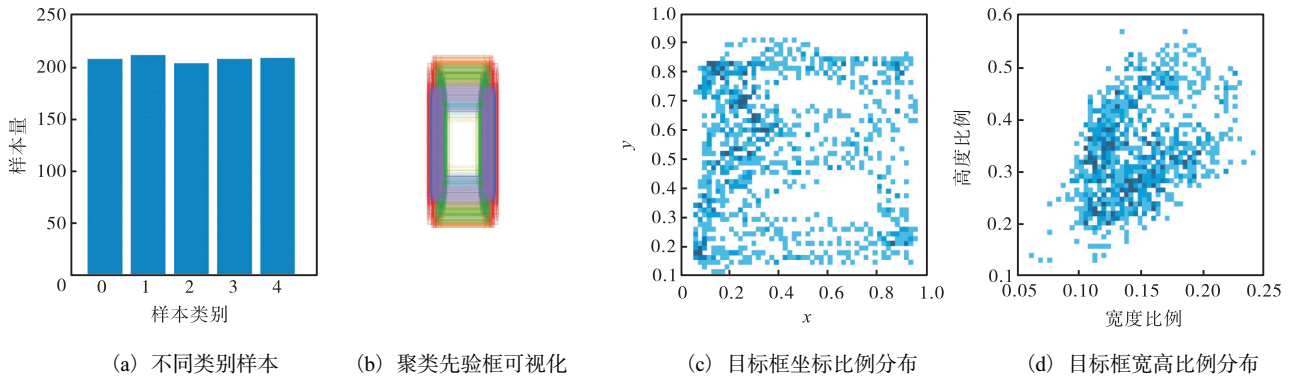 250
200
150
100
50
0
样本量
0 1 2 3 4
样本类别
(a) 不同类别样本
(b) 聚类先验框可视化
1.0
0.9
0.8
0.7
0.6
0.5
0.4
0.3
0.2
0.1
y
0 0.2 0.4 0.6 0.8 1.0
x
(c) 目标框坐标比例分布
0.6
0.5
0.4
0.3
0.2
0.1
高度比例
0.05 0.10 0.15 0.20 0.25
宽度比例
(d) 目标框宽高比例分布